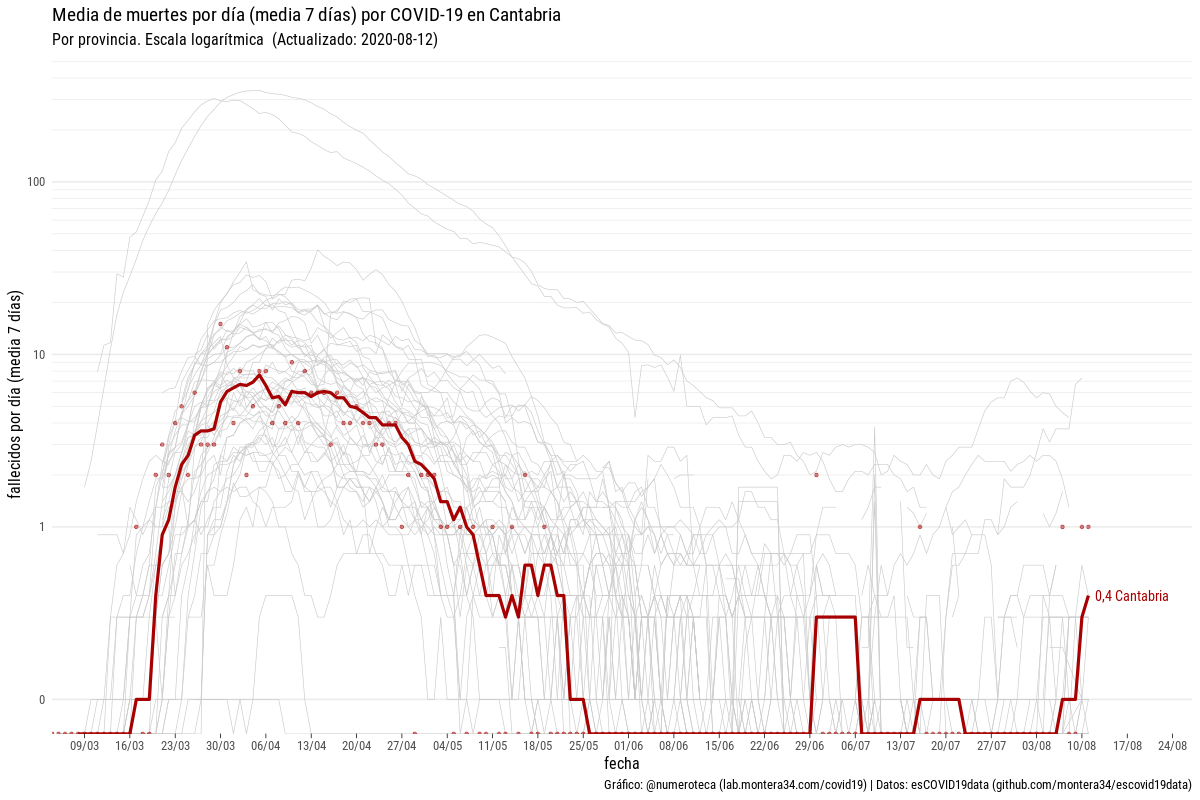 Media de muertes por día (media 7 días) por COVID-19 en Cantabria
Por provincia. Escala logarítmica  (Actualizado: 2020-08-12)
fallecidos por día (media 7 días)
100
10
1
0
0,4 Cantabria
09/03 16/03 23/03 30/03 06/04 13/04 20/04 27/04 04/05 11/05 18/05 25/05 01/06 08/06 15/06 22/06 29/06 06/07 13/07 20/07 27/07 03/08 10/08 17/08 24/08
fecha
Gráfico: @numeroteca (lab.montera34.com/covid19) | Datos: esCOVID19data (github.com/montera34/escovid19data)